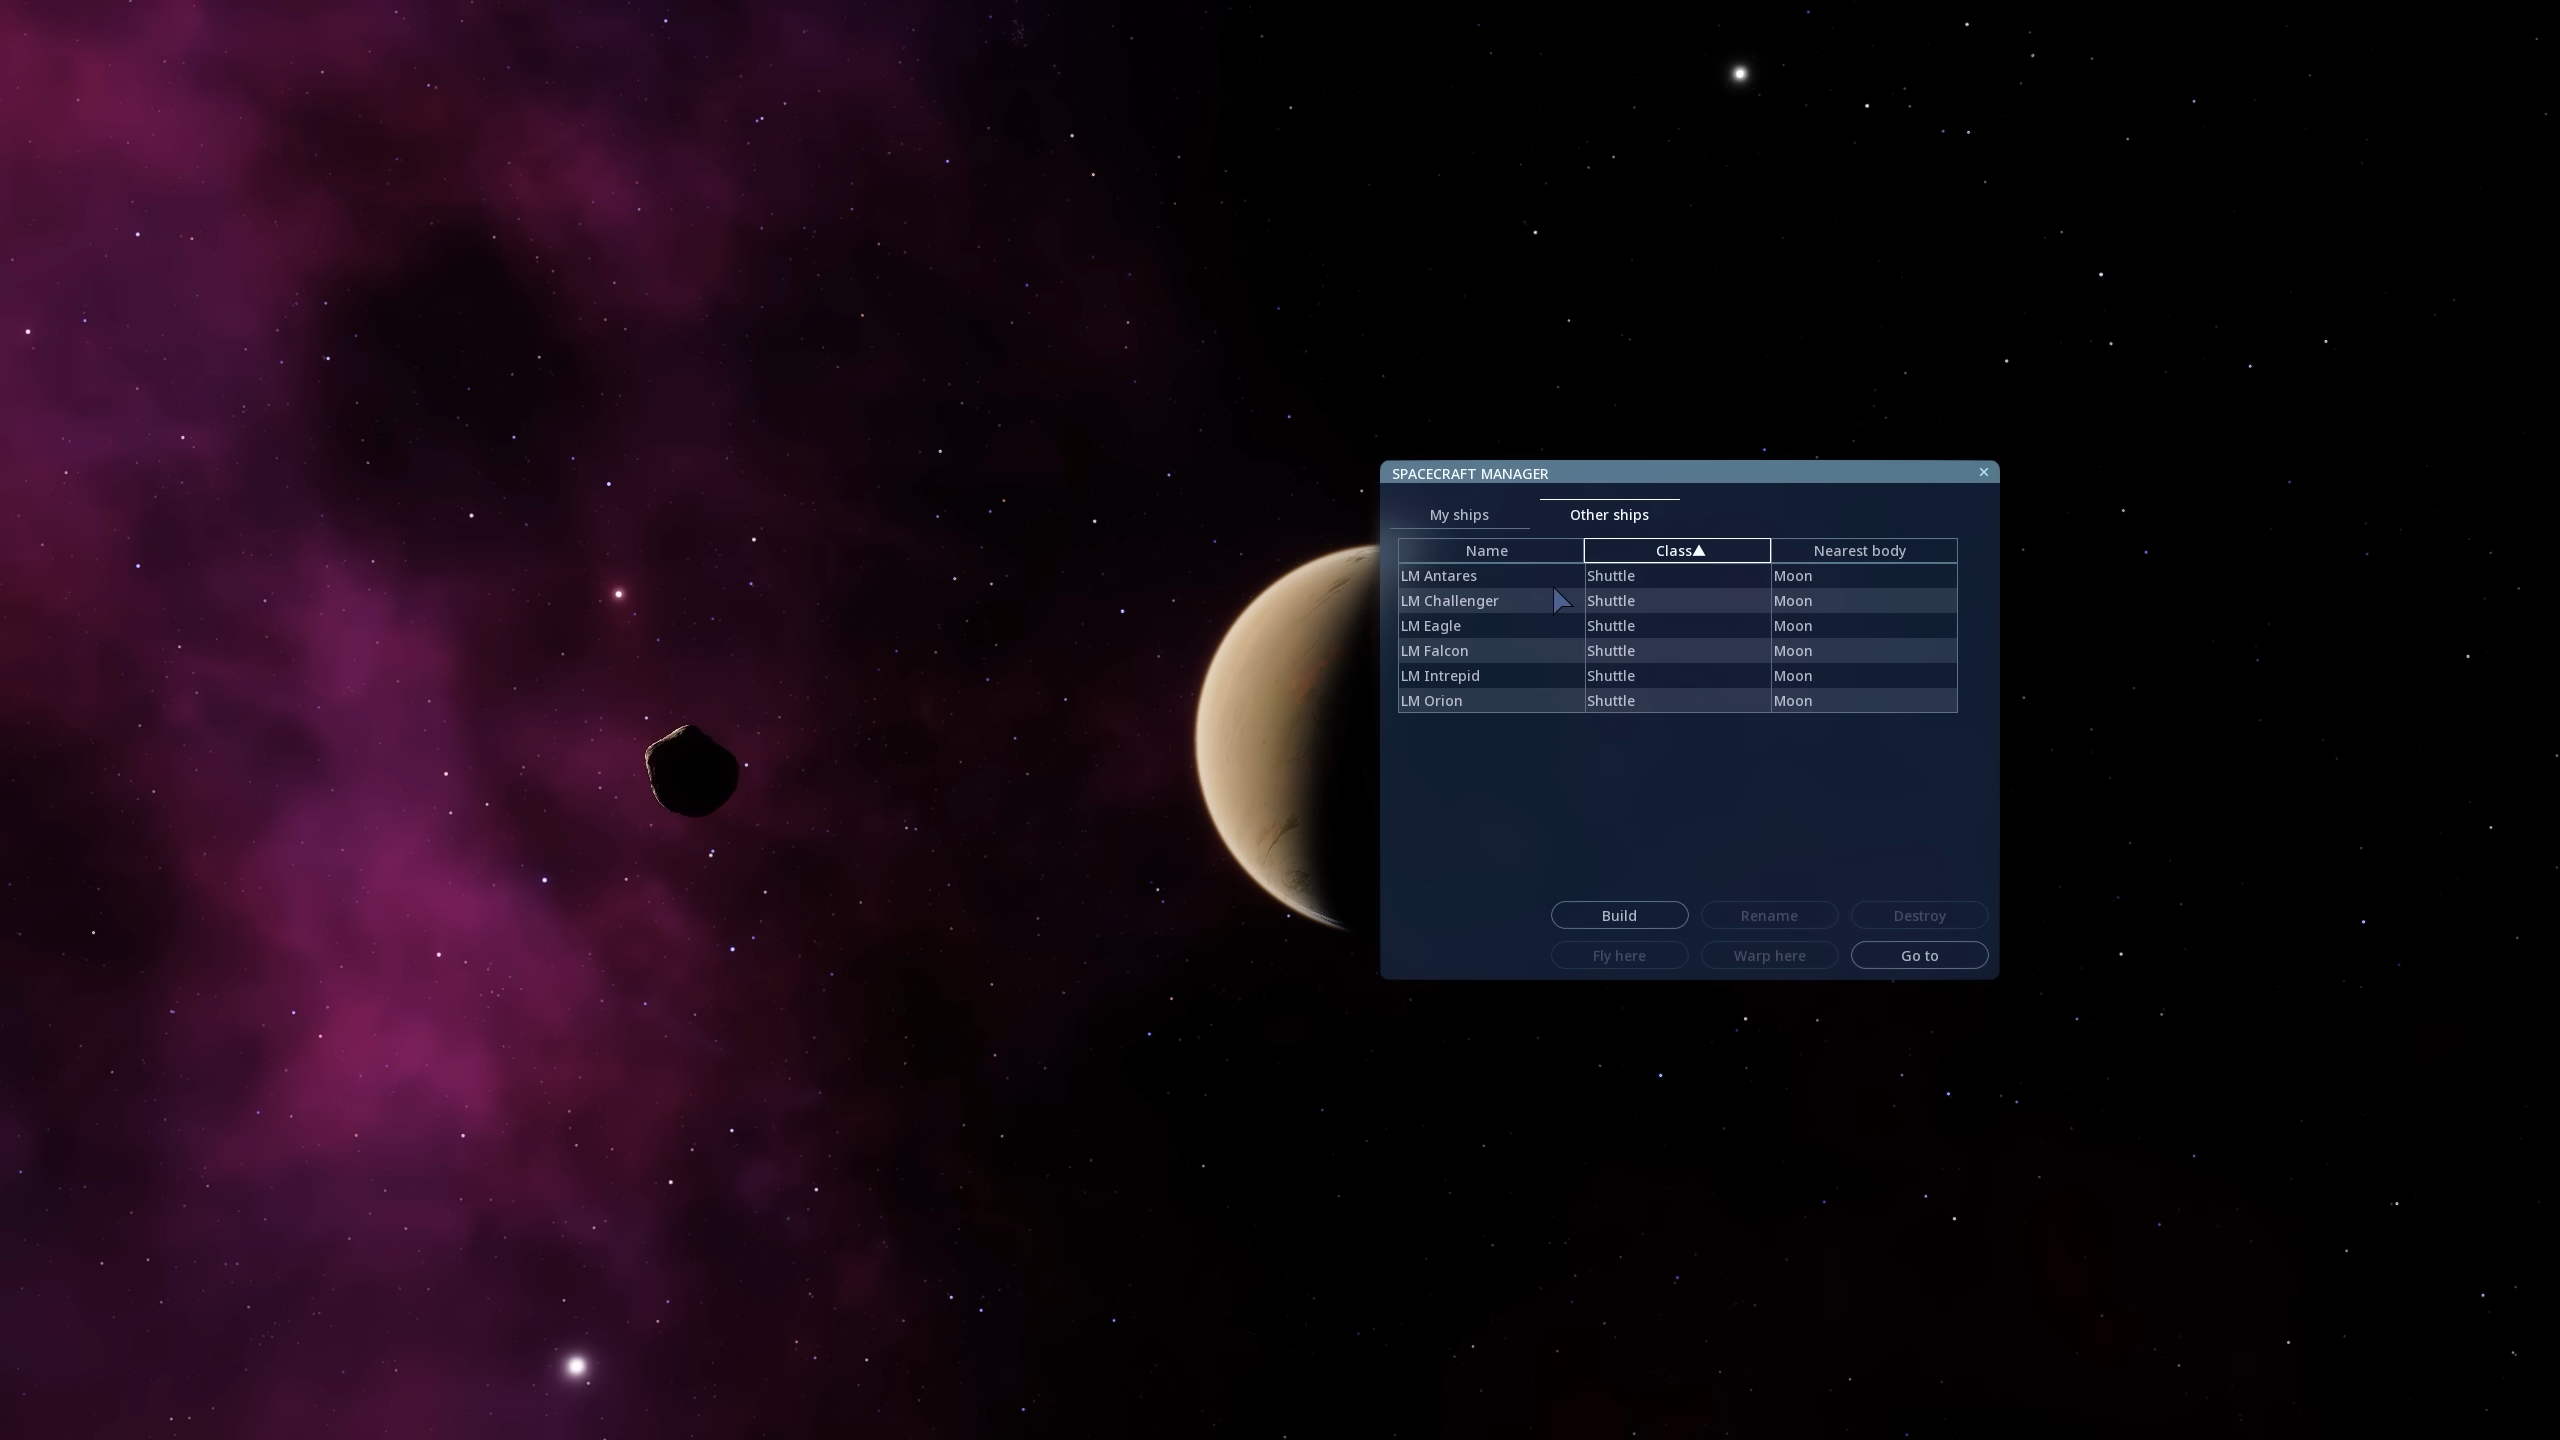 SPACECRAFT MANAGER ✕
My ships Other ships
Name Class▲ Nearest body
LM Antares Shuttle Moon
LM Challenger Shuttle Moon
LM Eagle Shuttle Moon
LM Falcon Shuttle Moon
LM Intrepid Shuttle Moon
LM Orion Shuttle Moon
Build Rename Destroy
Fly here Warp here Go to